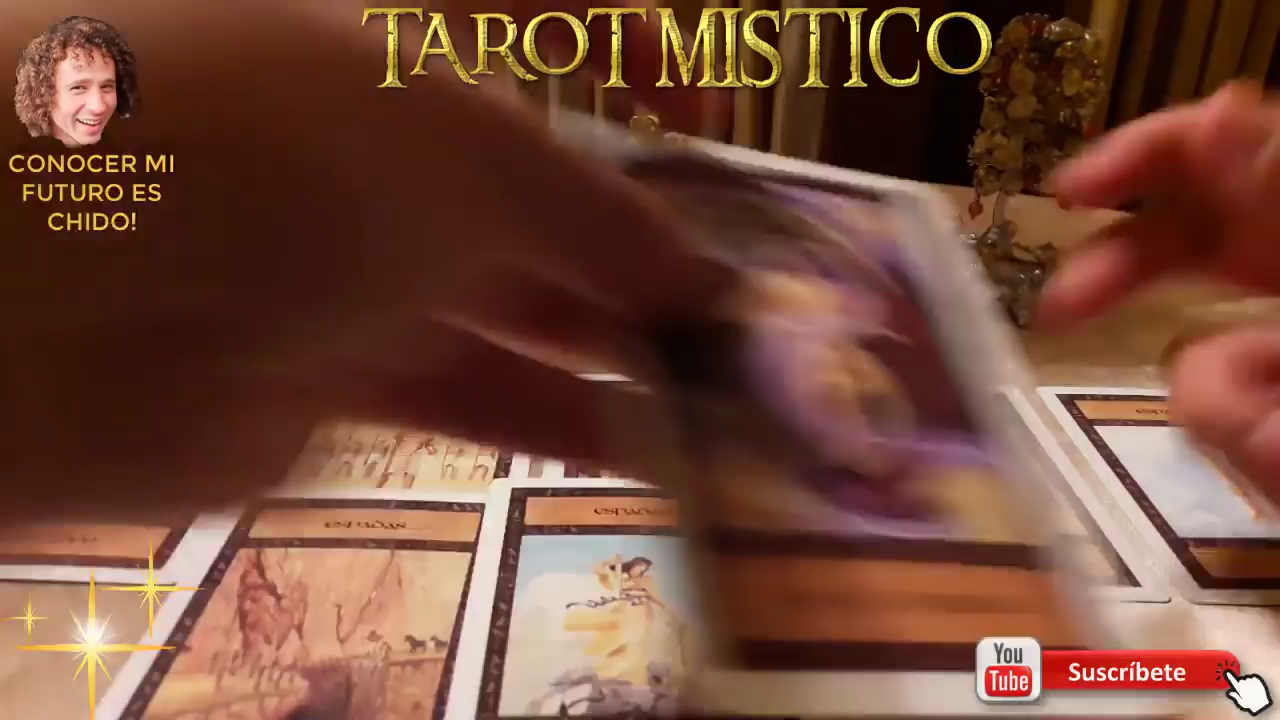 TAROT MISTICO
CONOCER MI
FUTURO ES
CHIDO!
ESPADAS
You
Tube
Suscríbete